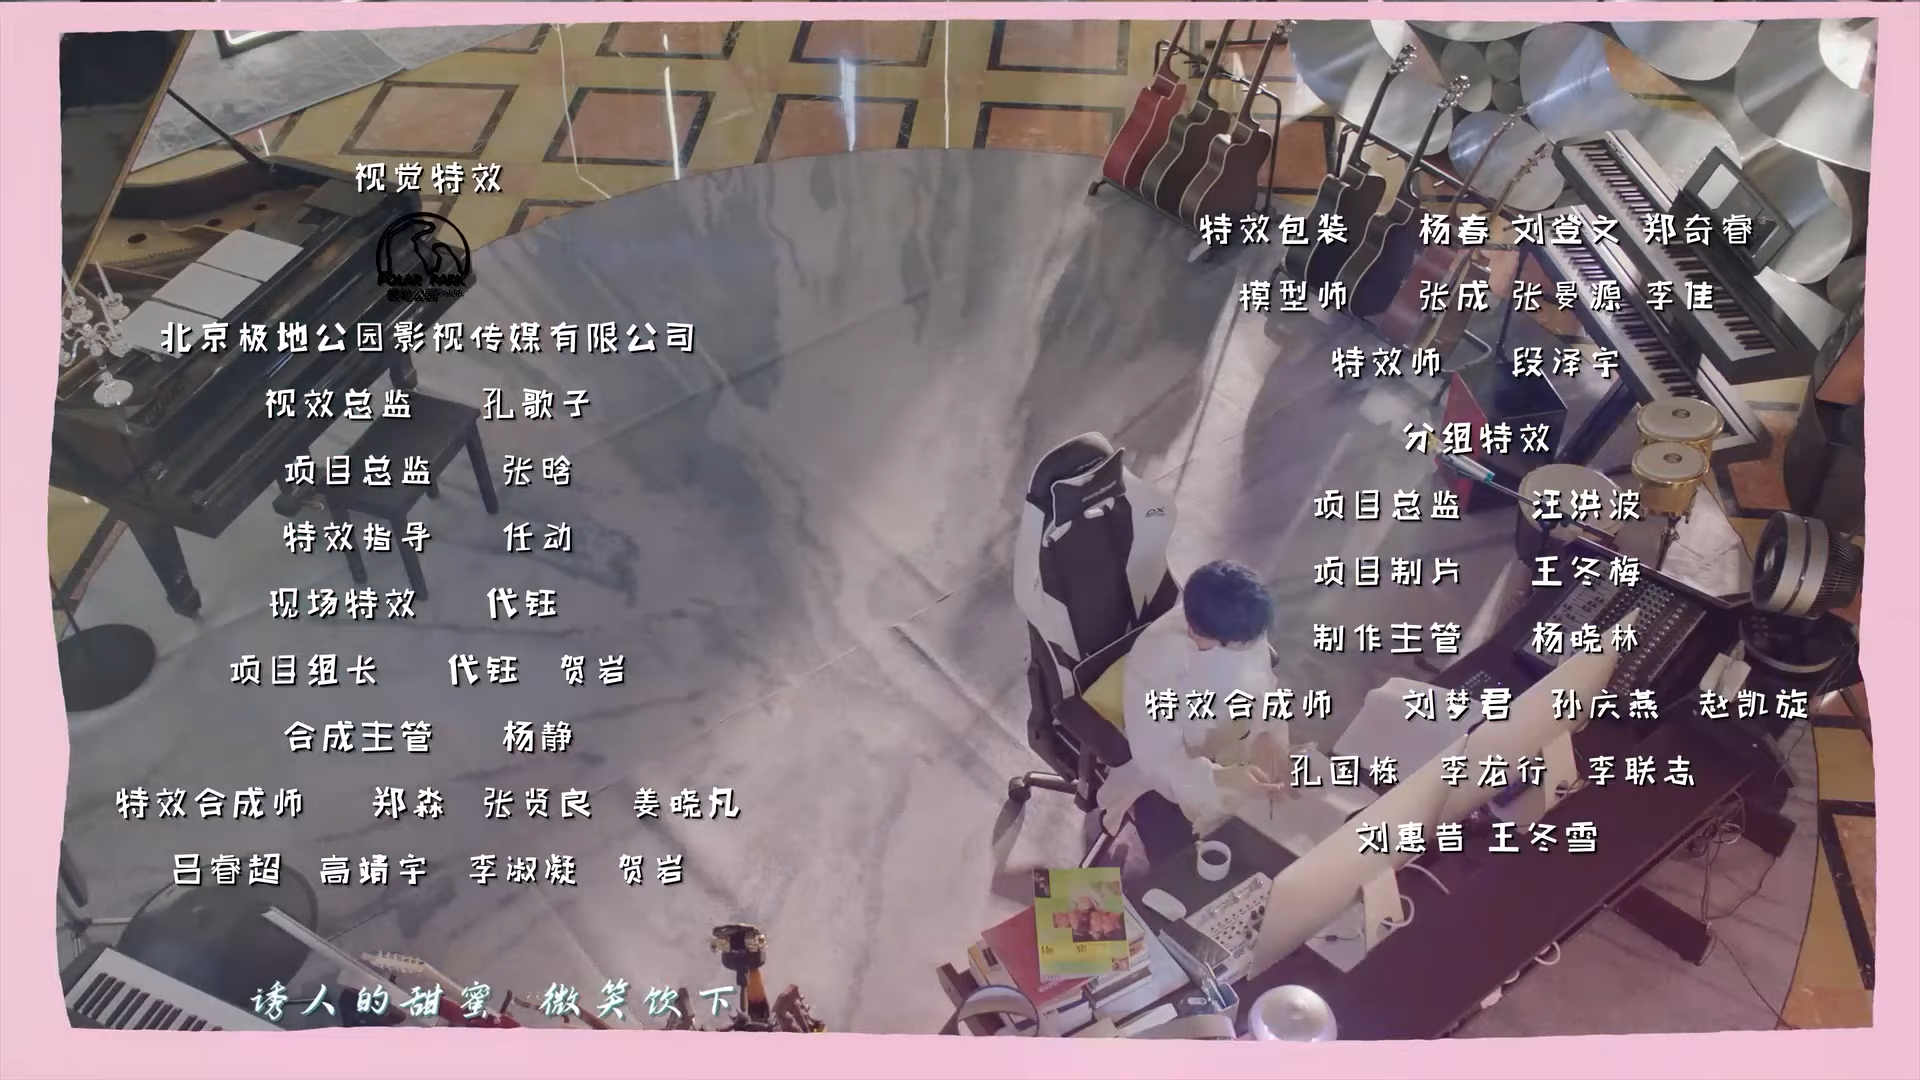 视觉特效
POLAR PARK
极地公园
北京极地公园影视传媒有限公司
视效总监 孔歌子
项目总监 张晗
特效指导 任动
现场特效 代钰
项目组长 代钰 贺岩
合成主管 杨静
特效合成师 郑淼 张贤良 姜晓凡
吕睿超 高靖宇 李淑凝 贺岩
特效包装 杨春 刘登文 郑奇睿
模型师 张成 张晏源 李佳
特效师 段泽宇
分组特效
项目总监 汪洪波
项目制片 王冬梅
制作主管 杨晓林
特效合成师 刘梦君 孙庆燕 赵凯旋
孔国栋 李龙行 李联志
刘惠昔 王冬雪
诱人的甜蜜 微笑饮下